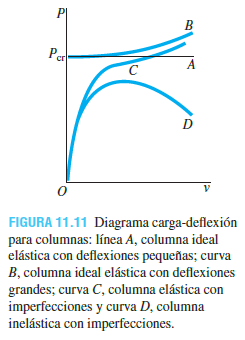 P
B
Pcr
A
C
D
O
v
FIGURA 11.11 Diagrama carga-deflexión
para columnas: línea A, columna ideal
elástica con deflexiones pequeñas; curva
B, columna ideal elástica con deflexiones
grandes; curva C, columna elástica con
imperfecciones y curva D, columna
inelástica con imperfecciones.